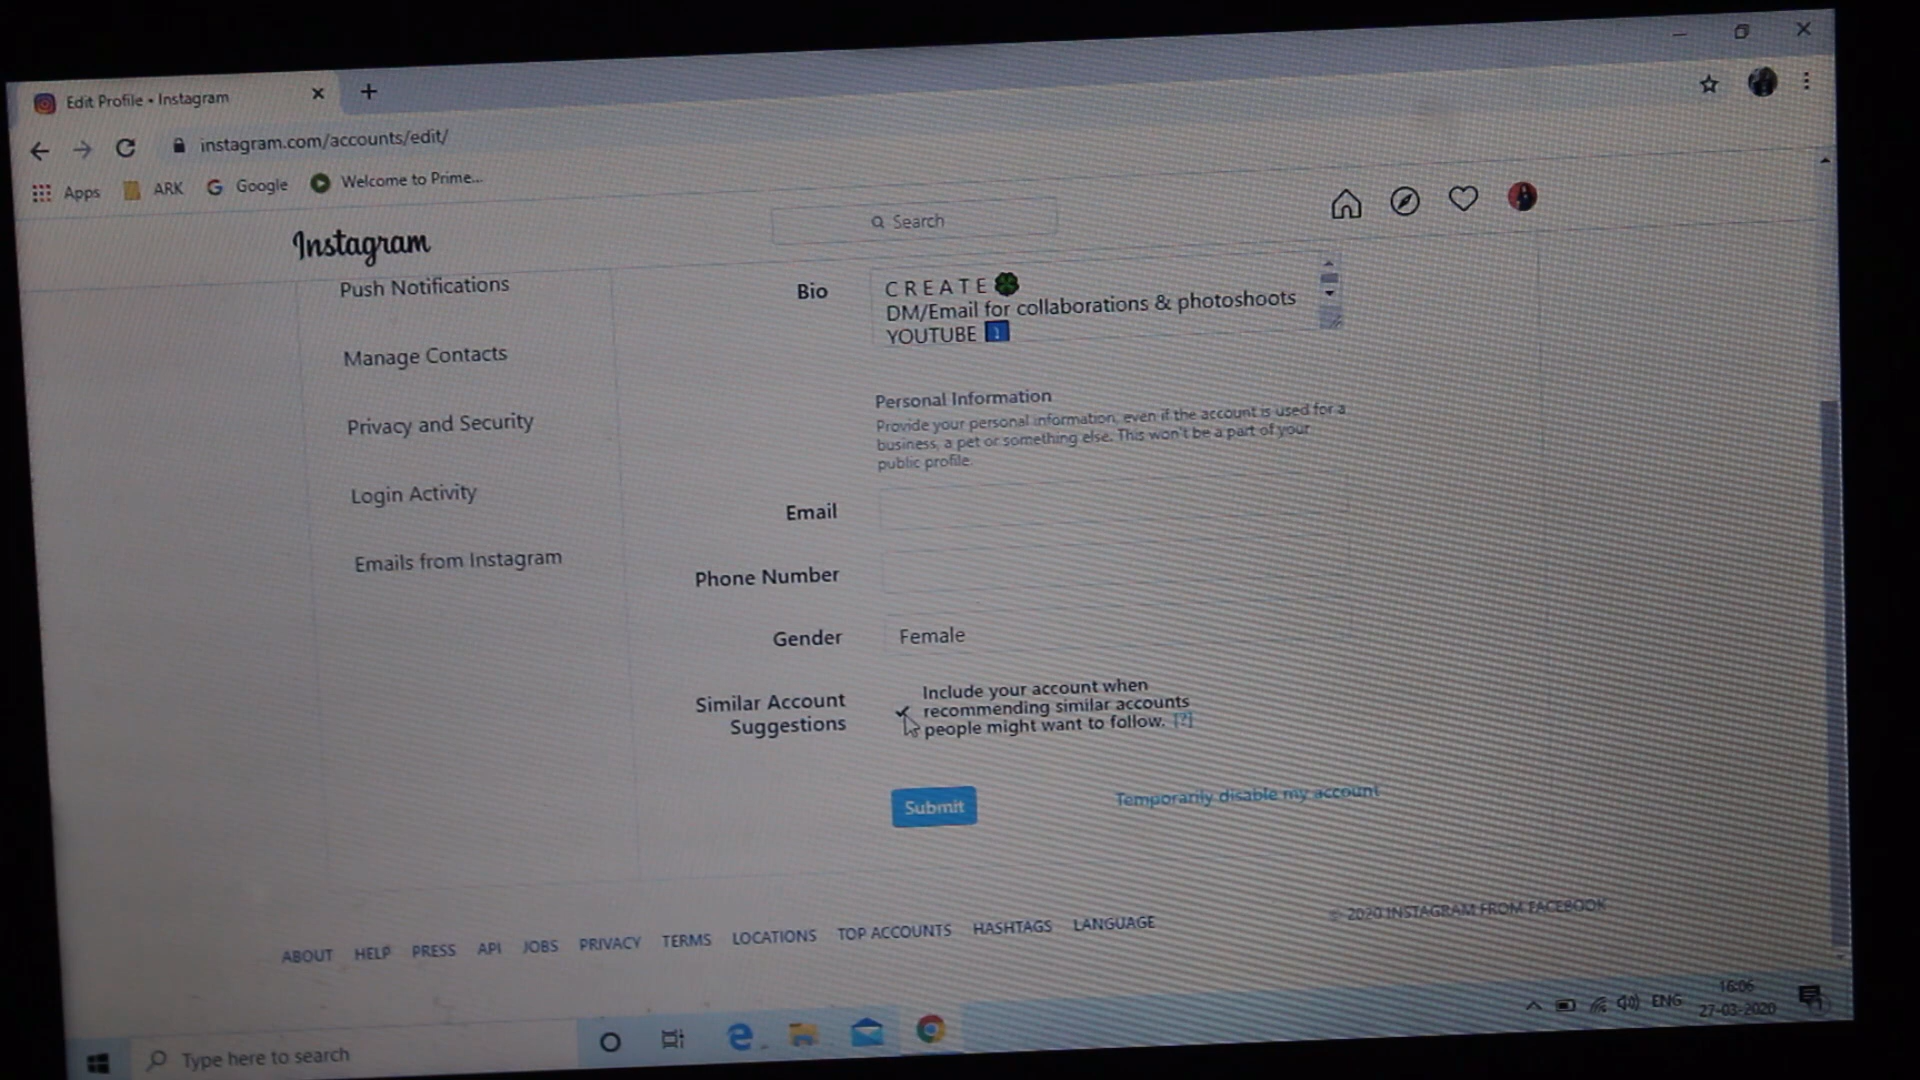 Edit Profile • Instagram
instagram.com/accounts/edit/
Apps ARK Google Welcome to Prime...
Instagram
Search
Push Notifications
Manage Contacts
Privacy and Security
Login Activity
Emails from Instagram
Bio
C R E A T E 🍀
DM/Email for collaborations & photoshoots
YOUTUBE
Personal Information
Provide your personal information, even if the account is used for a
business, a pet or something else. This won't be a part of your
public profile.
Email
Phone Number
Gender
Female
Similar Account
Suggestions
Include your account when
recommending similar accounts
people might want to follow. [?]
Submit
Temporarily disable my account
ABOUT HELP PRESS API JOBS PRIVACY TERMS LOCATIONS TOP ACCOUNTS HASHTAGS LANGUAGE
© 2020 INSTAGRAM FROM FACEBOOK
Type here to search
ENG
16:06
27-03-2020